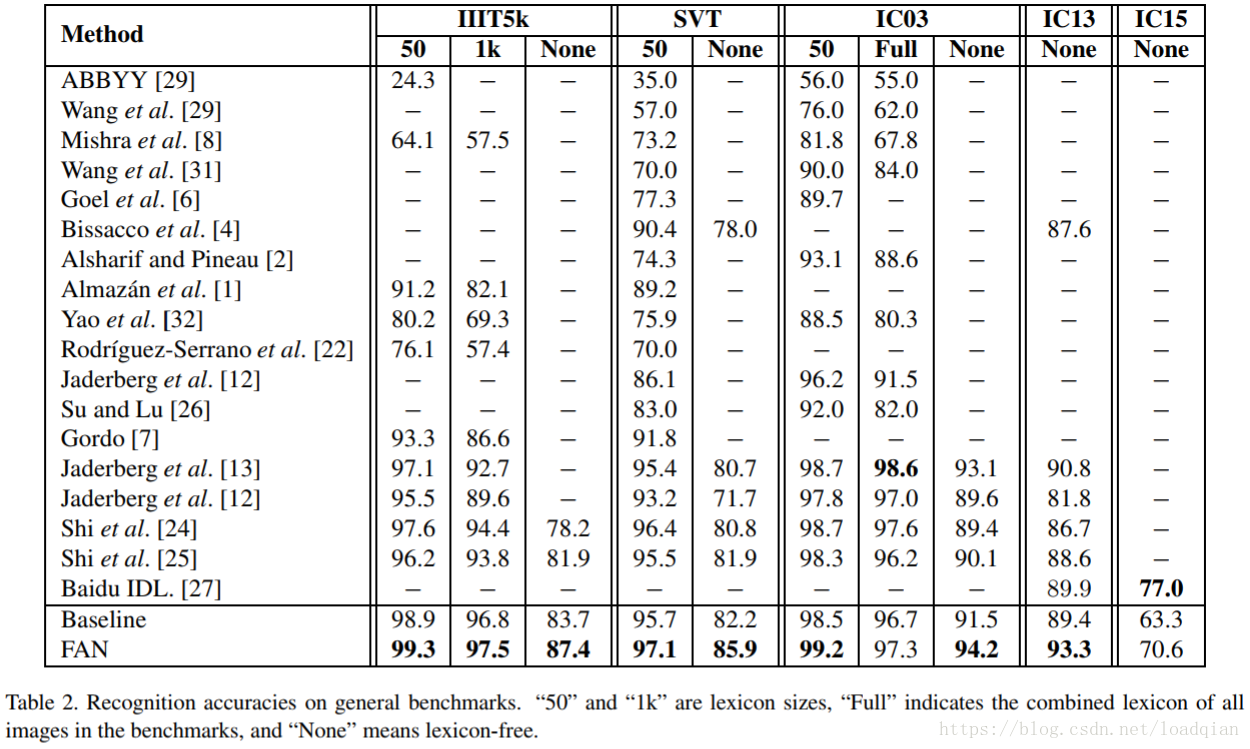 Method IIIT5k SVT IC03 IC13 IC15
50 1k None 50 None 50 Full None None None
ABBYY [29] 24.3 – – 35.0 – 56.0 55.0 – – –
Wang et al. [29] – – – 57.0 – 76.0 62.0 – – –
Mishra et al. [8] 64.1 57.5 – 73.2 – 81.8 67.8 – – –
Wang et al. [31] – – – 70.0 – 90.0 84.0 – – –
Goel et al. [6] – – – 77.3 – 89.7 – – – –
Bissacco et al. [4] – – – 90.4 78.0 – – – 87.6 –
Alsharif and Pineau [2] – – – 74.3 – 93.1 88.6 – – –
Almazán et al. [1] 91.2 82.1 – 89.2 – – – – – –
Yao et al. [32] 80.2 69.3 – 75.9 – 88.5 80.3 – – –
Rodríguez-Serrano et al. [22] 76.1 57.4 – 70.0 – – – – – –
Jaderberg et al. [12] – – – 86.1 – 96.2 91.5 – – –
Su and Lu [26] – – – 83.0 – 92.0 82.0 – – –
Gordo [7] 93.3 86.6 – 91.8 – – – – – –
Jaderberg et al. [13] 97.1 92.7 – 95.4 80.7 98.7 98.6 93.1 90.8 –
Jaderberg et al. [12] 95.5 89.6 – 93.2 71.7 97.8 97.0 89.6 81.8 –
Shi et al. [24] 97.6 94.4 78.2 96.4 80.8 98.7 97.6 89.4 86.7 –
Shi et al. [25] 96.2 93.8 81.9 95.5 81.9 98.3 96.2 90.1 88.6 –
Baidu IDL. [27] – – – – – – – – 89.9 77.0
Baseline 98.9 96.8 83.7 95.7 82.2 98.5 96.7 91.5 89.4 63.3
FAN 99.3 97.5 87.4 97.1 85.9 99.2 97.3 94.2 93.3 70.6
Table 2. Recognition accuracies on general benchmarks. “50” and “1k” are lexicon sizes, “Full” indicates the combined lexicon of all
images in the benchmarks, and “None” means lexicon-free.
https://blog.csdn.net/loadqian